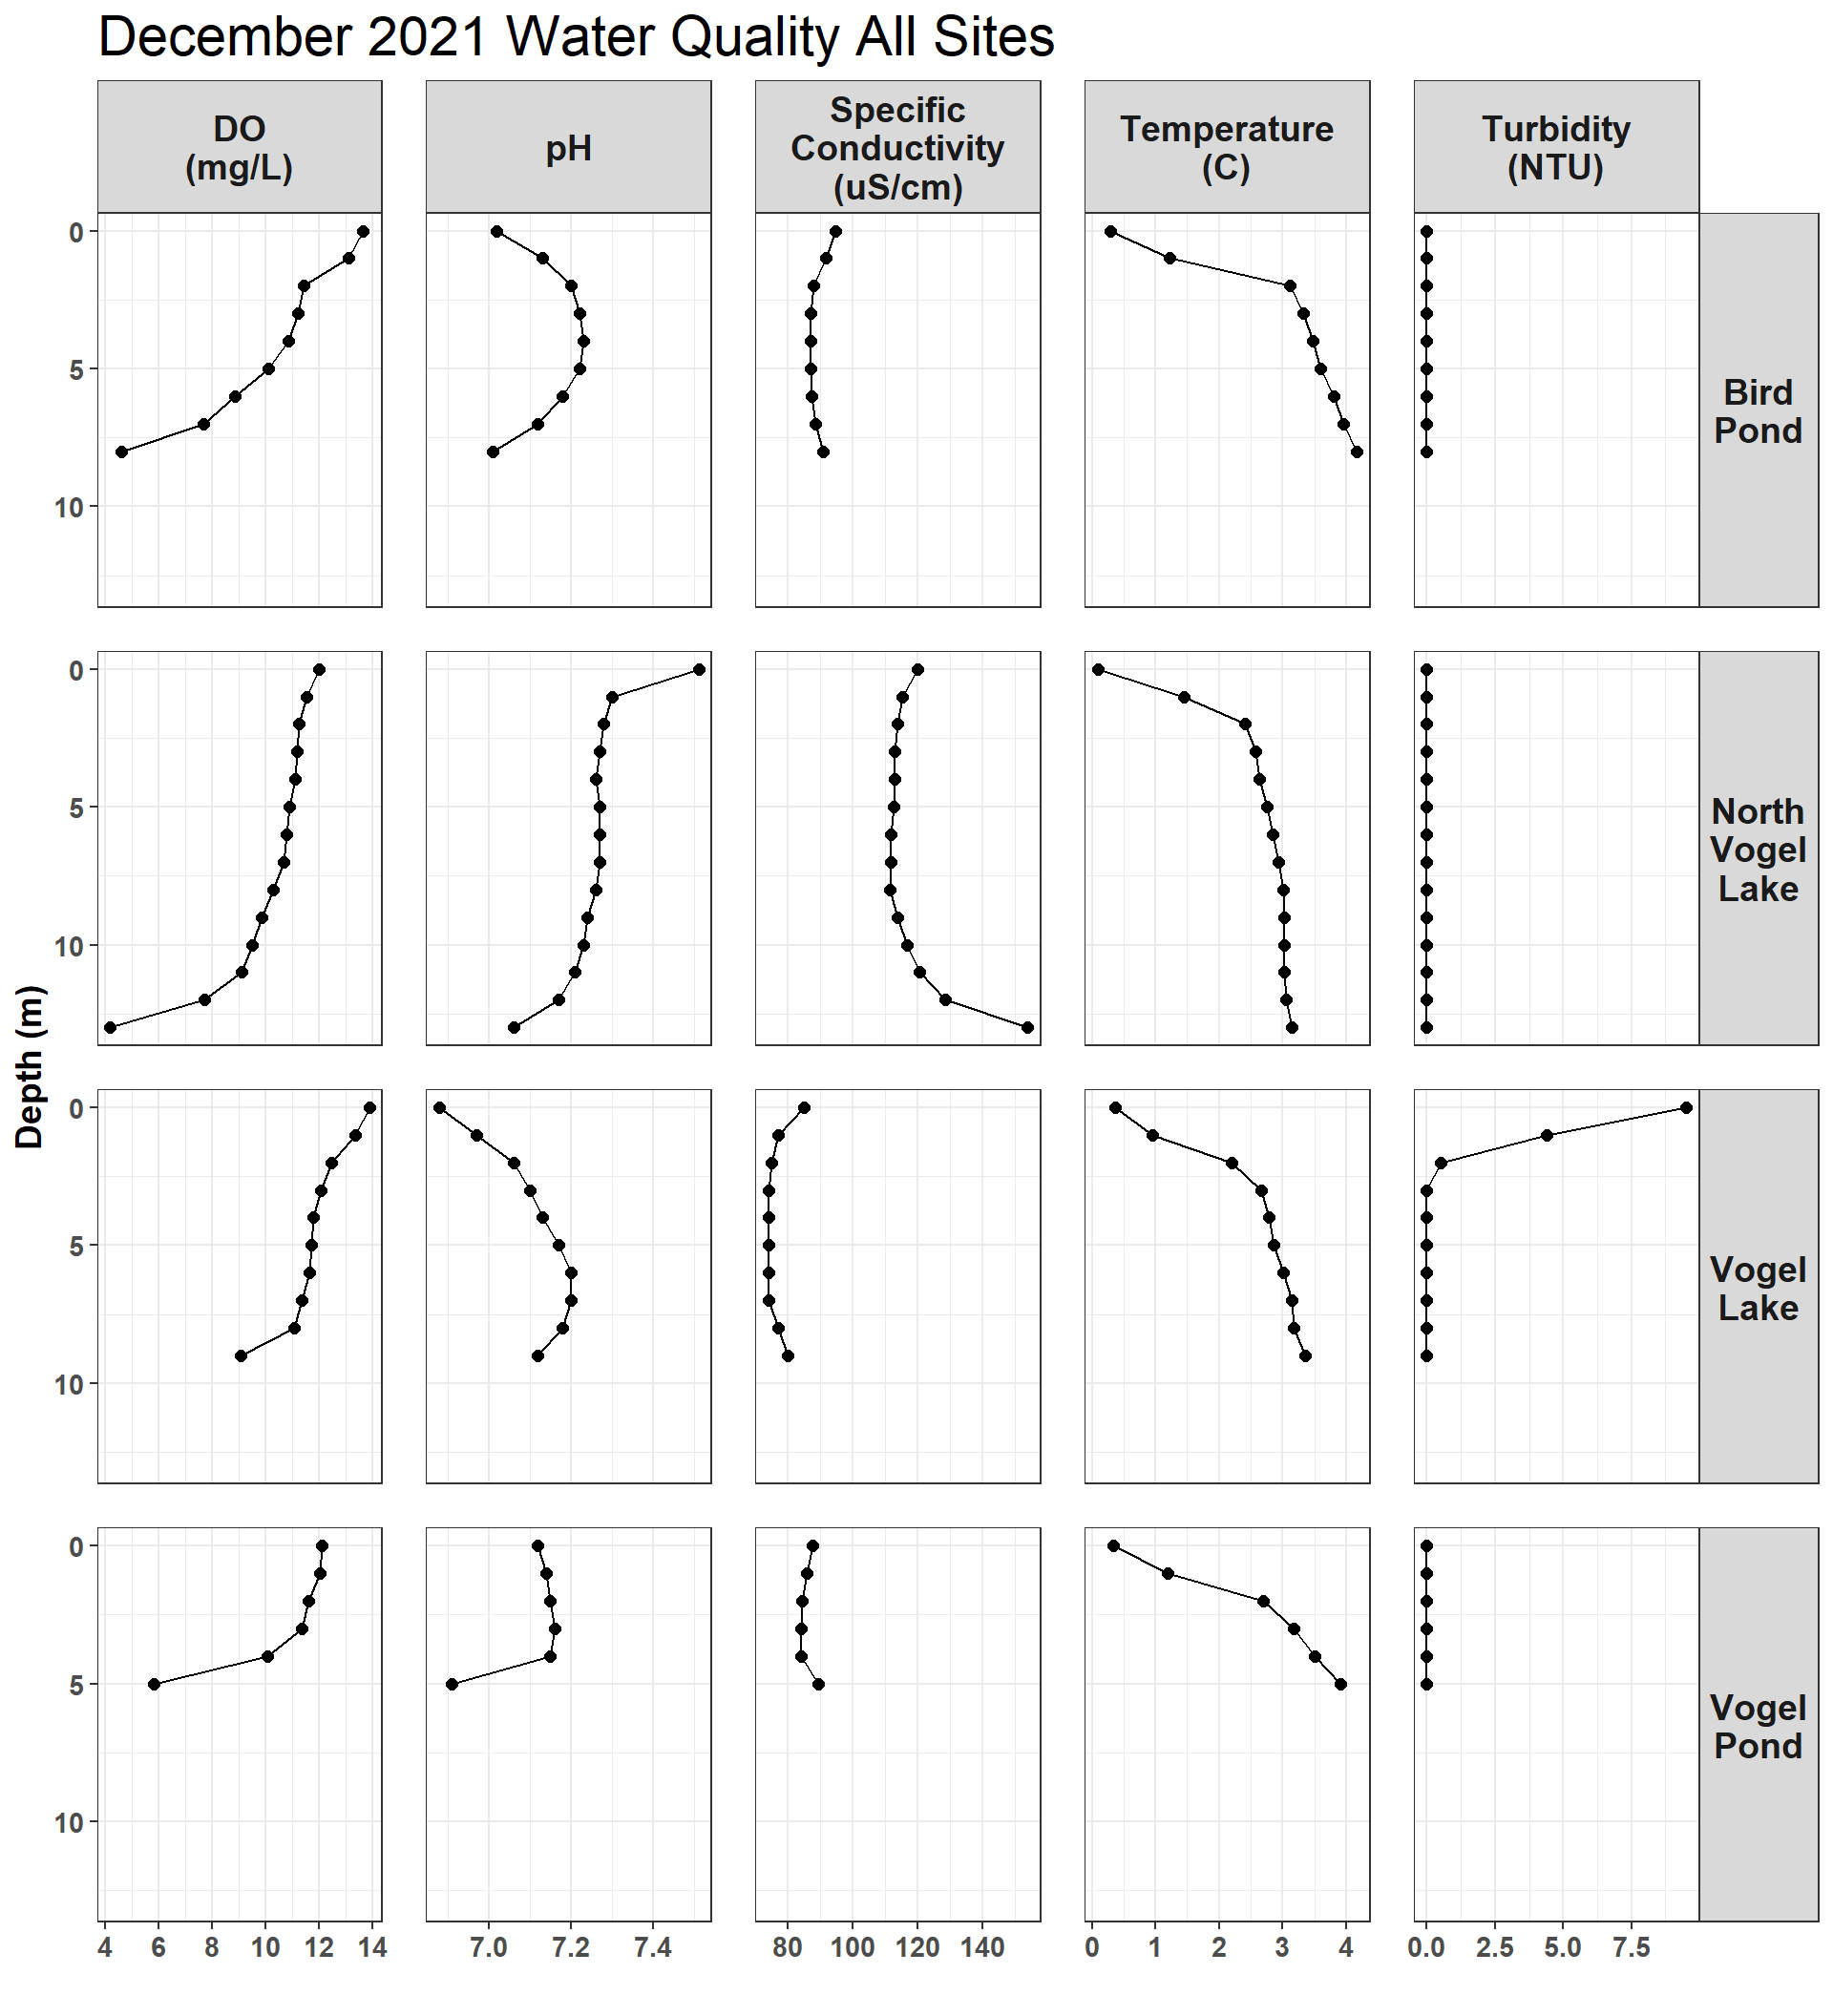 December 2021 Water Quality All Sites
DO
(mg/L)
pH
Specific
Conductivity
(uS/cm)
Temperature
(C)
Turbidity
(NTU)
0
5
10
Bird
Pond
0
5
10
North
Vogel
Lake
Depth (m)
0
5
10
Vogel
Lake
0
5
10
Vogel
Pond
4 6 8 10 12 14
7.0 7.2 7.4
80 100 120 140
0 1 2 3 4
0.0 2.5 5.0 7.5